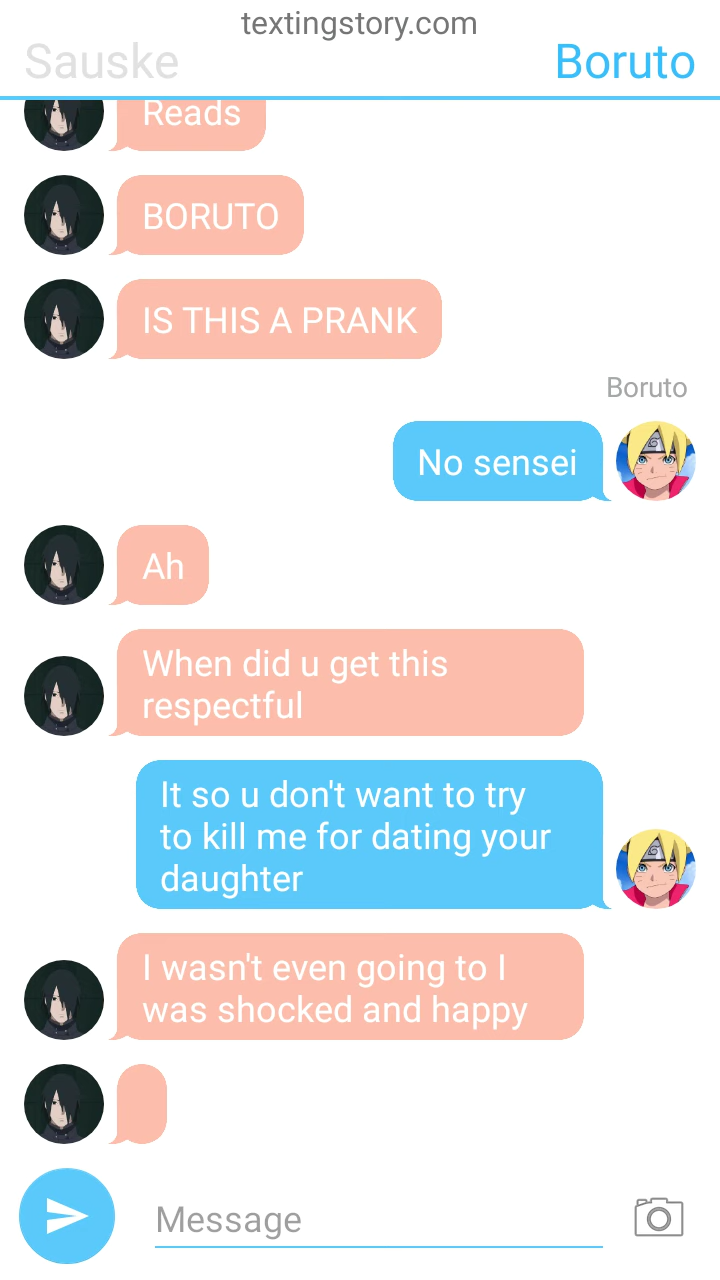 textingstory.com
Sauske
Boruto
Reads
BORUTO
IS THIS A PRANK
Boruto
No sensei
Ah
When did u get this
respectful
It so u don't want to try
to kill me for dating your
daughter
I wasn't even going to I
was shocked and happy
Message